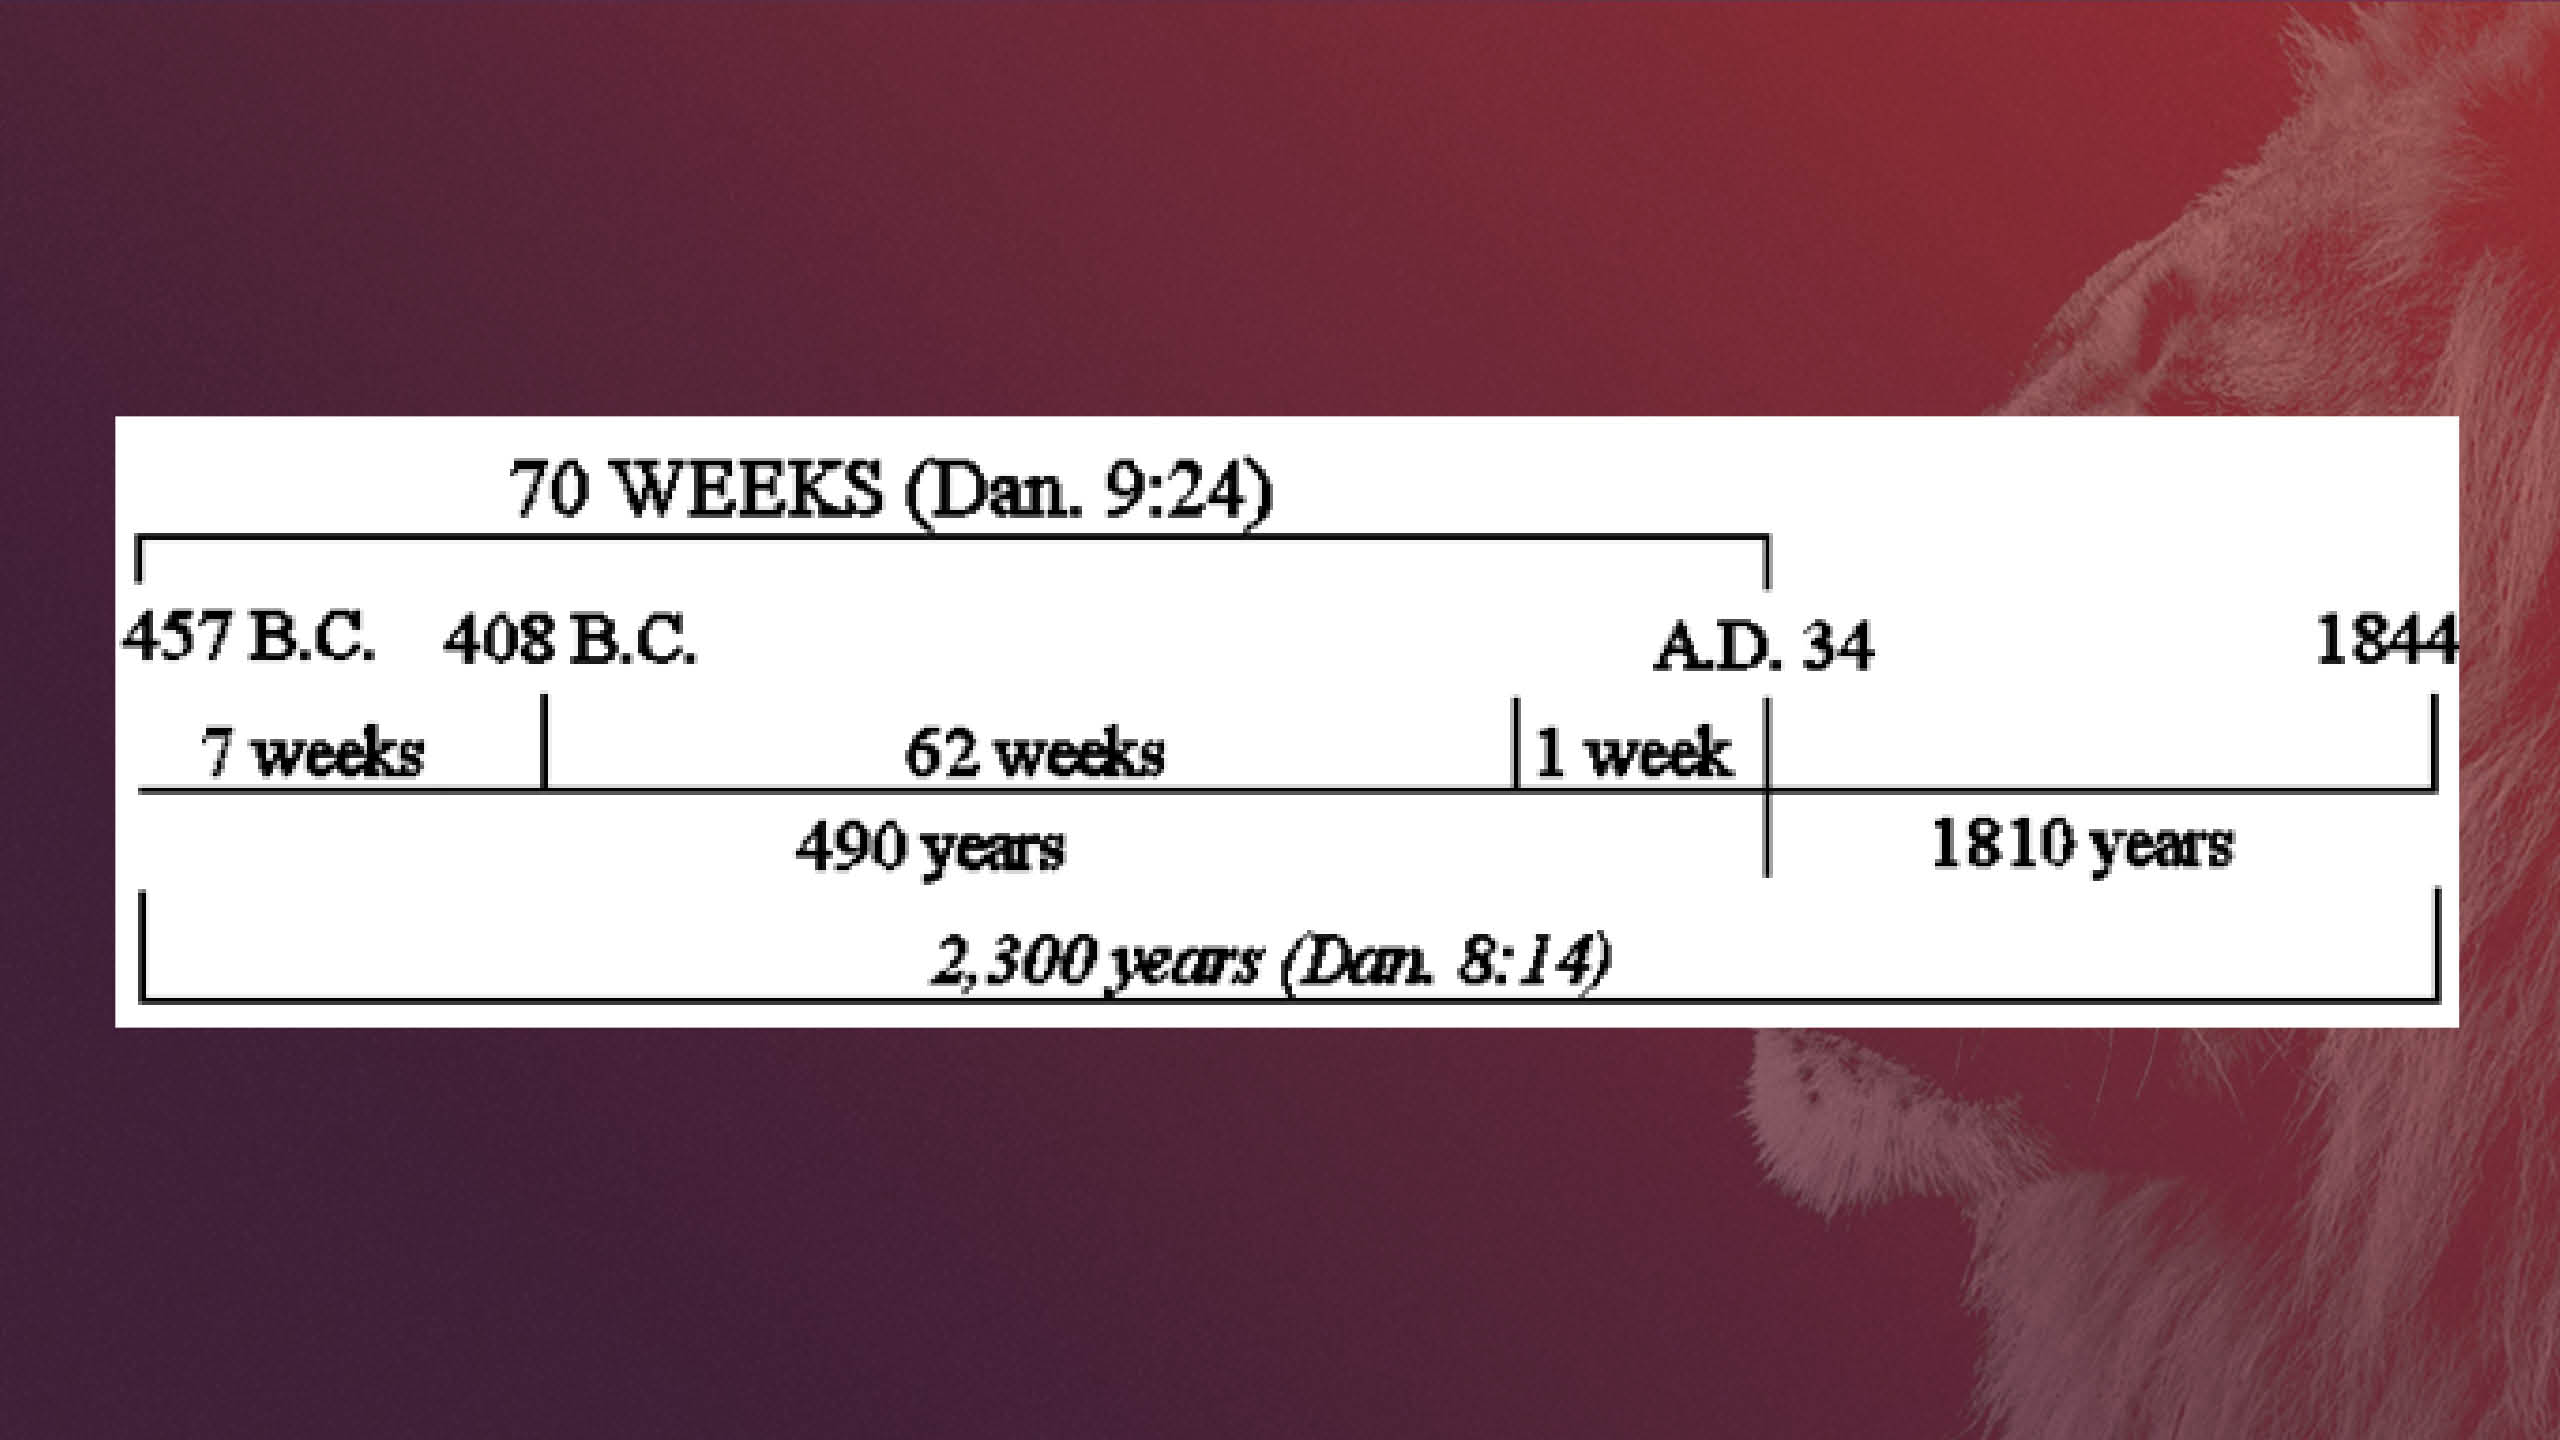 70 WEEKS (Dan. 9:24)
457 B.C. 408 B.C. A.D. 34 1844
7 weeks 62 weeks 1 week
490 years 1810 years
2,300 years (Dan. 8:14)